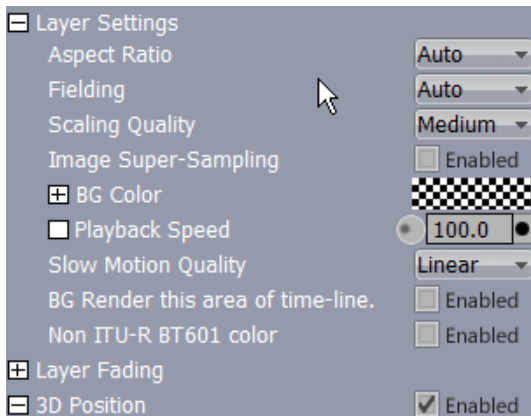 Layer Settings
Aspect Ratio Auto
Fielding Auto
Scaling Quality Medium
Image Super-Sampling Enabled
BG Color
Playback Speed 100.0
Slow Motion Quality Linear
BG Render this area of time-line. Enabled
Non ITU-R BT601 color Enabled
Layer Fading
3D Position Enabled